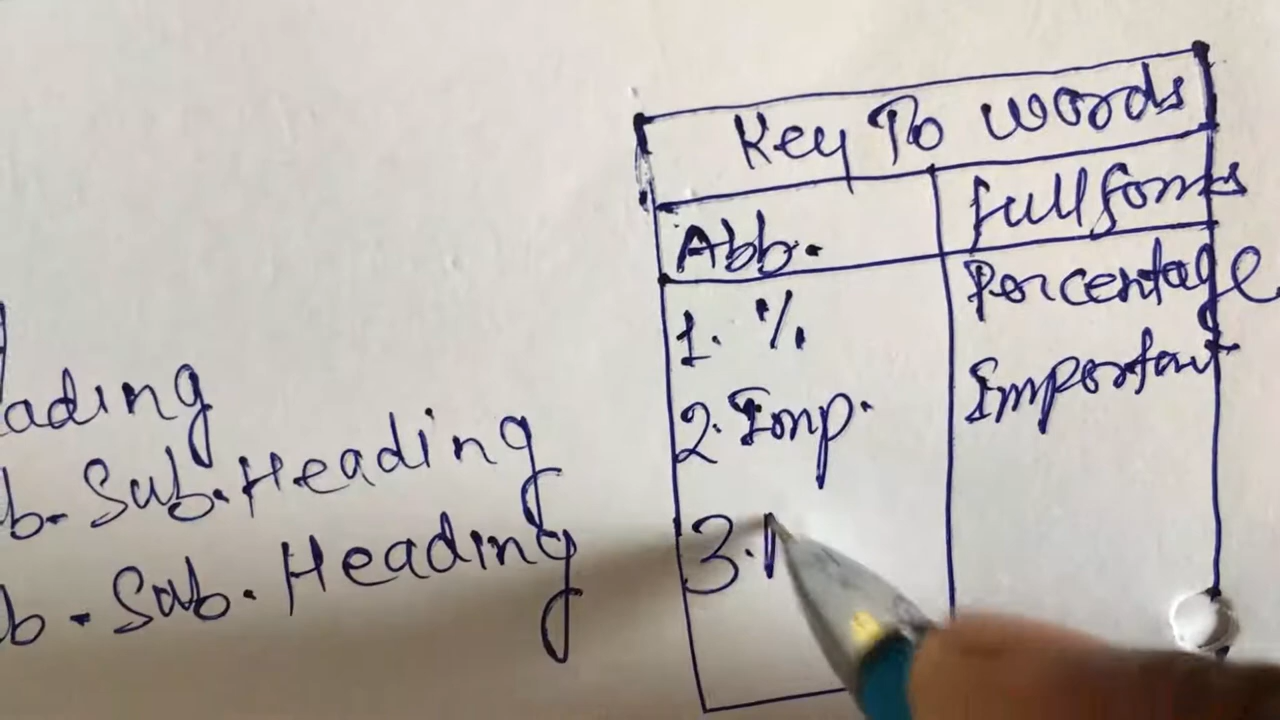 ading
b. Sub. Heading
b. Sub. Heading
Key To words
Abb. full forms
1. % Percentage
2. Imp. Important
3.